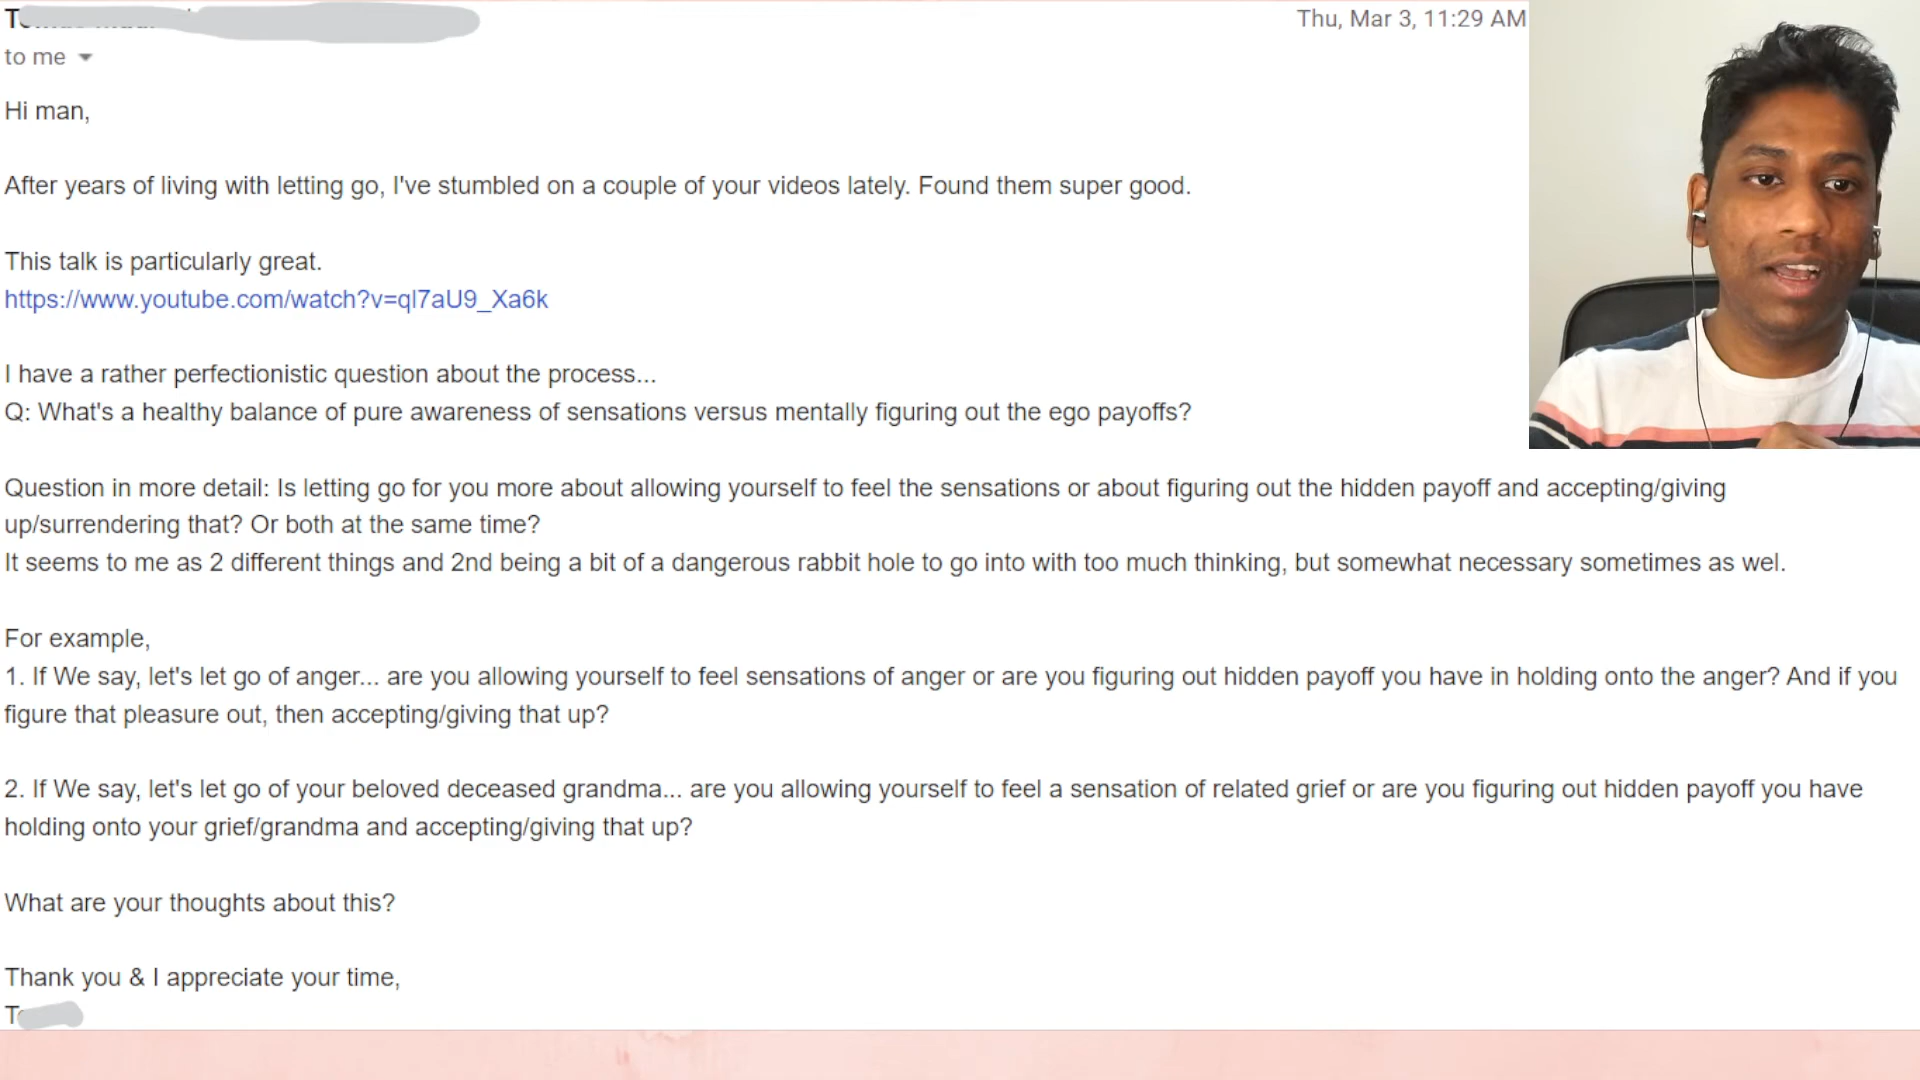 Thu, Mar 3, 11:29 AM
to me
Hi man,
After years of living with letting go, I've stumbled on a couple of your videos lately. Found them super good.
This talk is particularly great.
https://www.youtube.com/watch?v=ql7aU9_Xa6k
I have a rather perfectionistic question about the process...
Q: What's a healthy balance of pure awareness of sensations versus mentally figuring out the ego payoffs?
Question in more detail: Is letting go for you more about allowing yourself to feel the sensations or about figuring out the hidden payoff and accepting/giving
up/surrendering that? Or both at the same time?
It seems to me as 2 different things and 2nd being a bit of a dangerous rabbit hole to go into with too much thinking, but somewhat necessary sometimes as wel.
For example,
1. If We say, let's let go of anger... are you allowing yourself to feel sensations of anger or are you figuring out hidden payoff you have in holding onto the anger? And if you
figure that pleasure out, then accepting/giving that up?
2. If We say, let's let go of your beloved deceased grandma... are you allowing yourself to feel a sensation of related grief or are you figuring out hidden payoff you have
holding onto your grief/grandma and accepting/giving that up?
What are your thoughts about this?
Thank you & I appreciate your time,